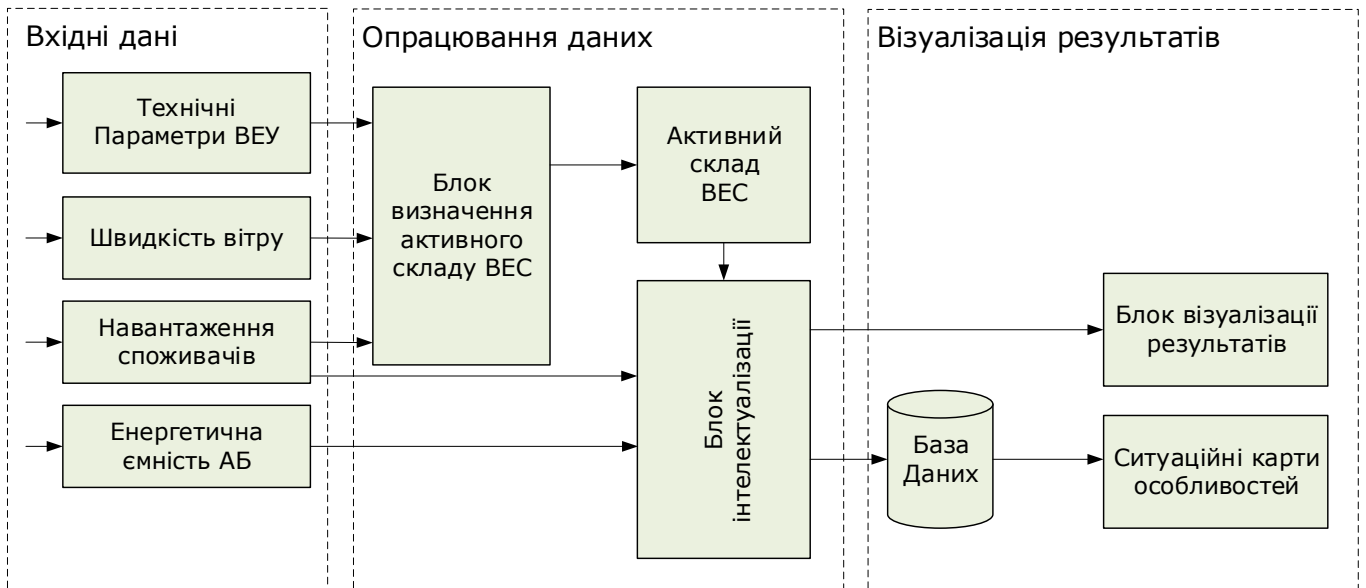 Вхідні дані
Технічні
Параметри ВЕУ
Швидкість вітру
Навантаження
споживачів
Енергетична
ємність АБ
Опрацювання даних
Блок
визначення
активного
складу ВЕС
Активний
склад
ВЕС
Блок
інтелектуалізації
Візуалізація результатів
Блок візуалізації
результатів
База
Даних
Ситуаційні карти
особливостей